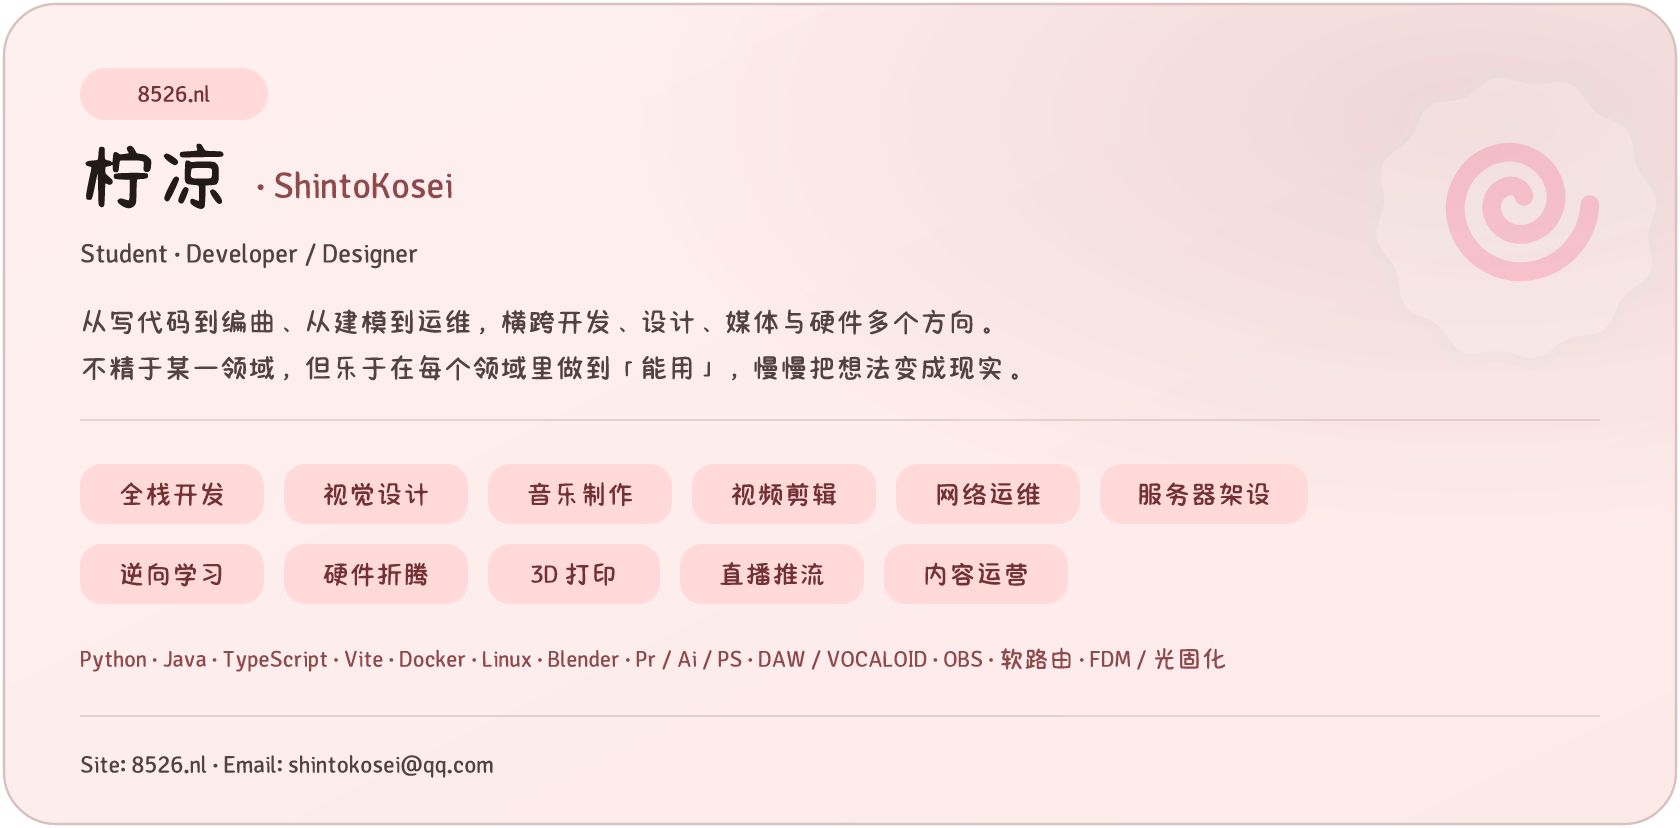 8526.nl
柠凉 · ShintoKosei
Student · Developer / Designer
从写代码到编曲、从建模到运维，横跨开发、设计、媒体与硬件多个方向。
不精于某一领域，但乐于在每个领域里做到「能用」，慢慢把想法变成现实。
全栈开发 视觉设计 音乐制作 视频剪辑 网络运维 服务器架设
逆向学习 硬件折腾 3D 打印 直播推流 内容运营
Python · Java · TypeScript · Vite · Docker · Linux · Blender · Pr / Ai / PS · DAW / VOCALOID · OBS · 软路由 · FDM / 光固化
Site: 8526.nl · Email: shintokosei@qq.com